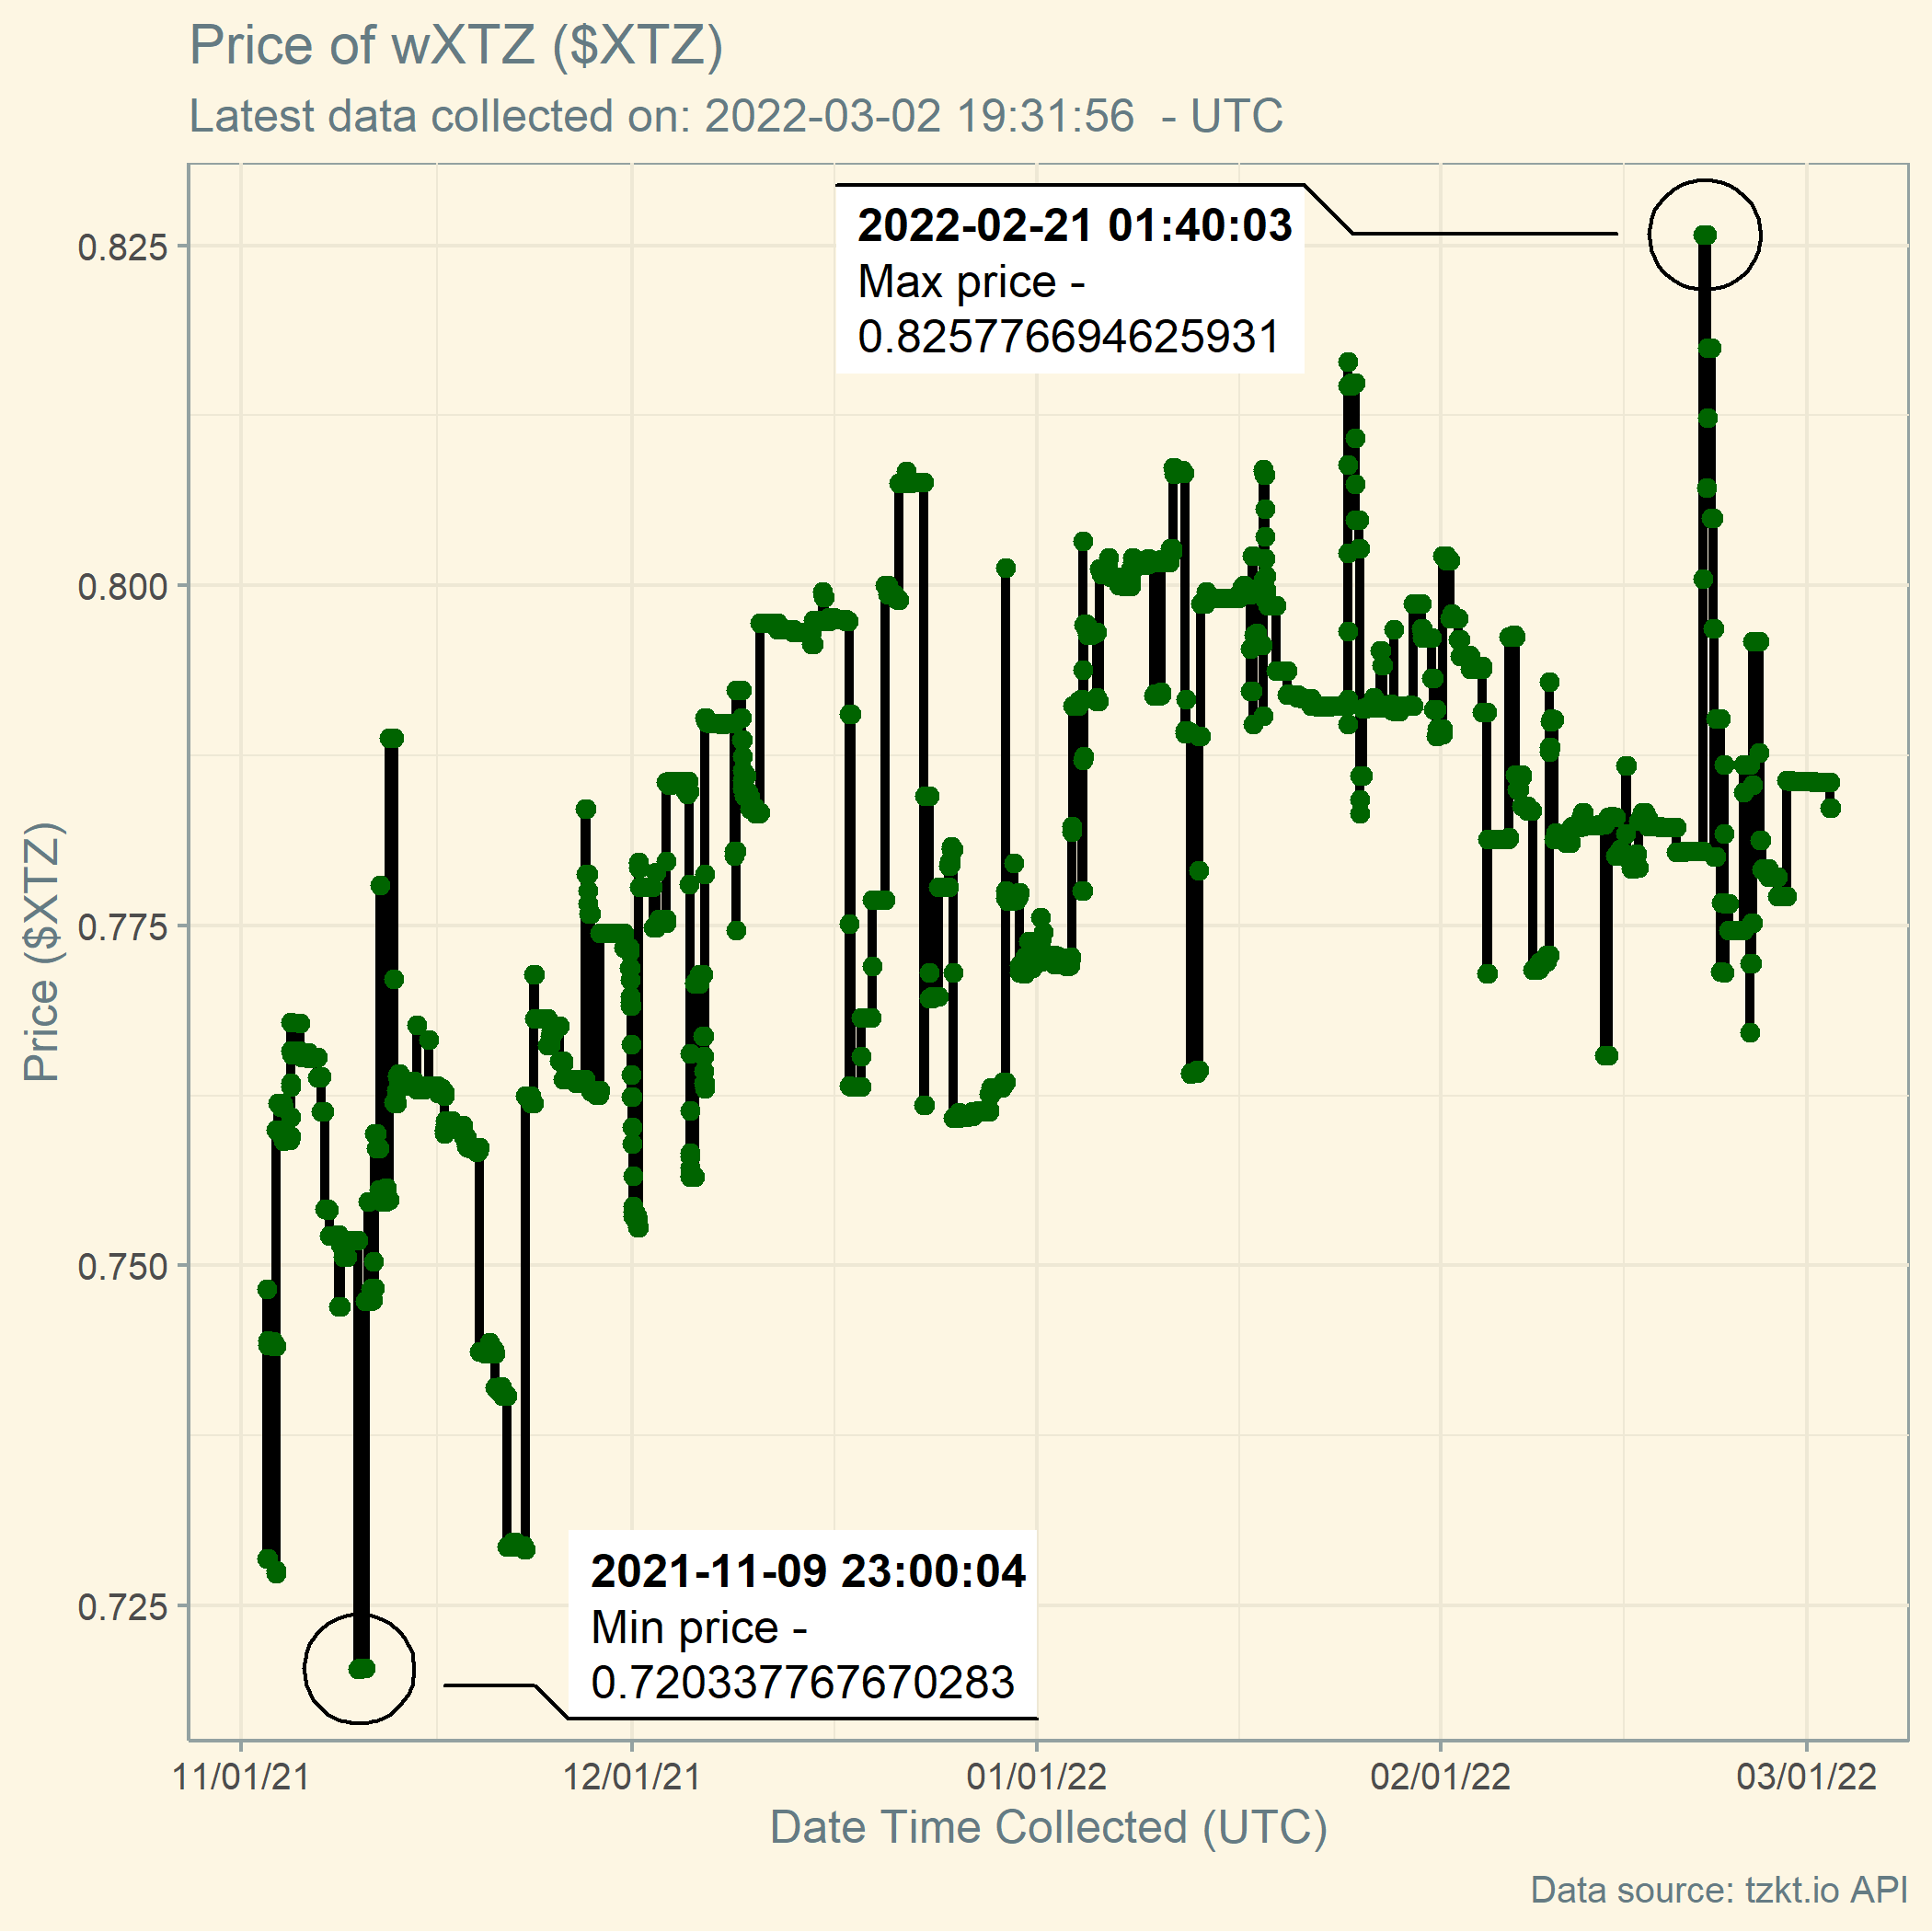 Price of wXTZ ($XTZ)
Latest data collected on: 2022-03-02 19:31:56 - UTC
2022-02-21 01:40:03
Max price -
0.825776694625931
0.825
0.800
0.775
0.750
0.725
Price ($XTZ)
2021-11-09 23:00:04
Min price -
0.720337767670283
11/01/21
12/01/21
01/01/22
02/01/22
03/01/22
Date Time Collected (UTC)
Data source: tzkt.io API